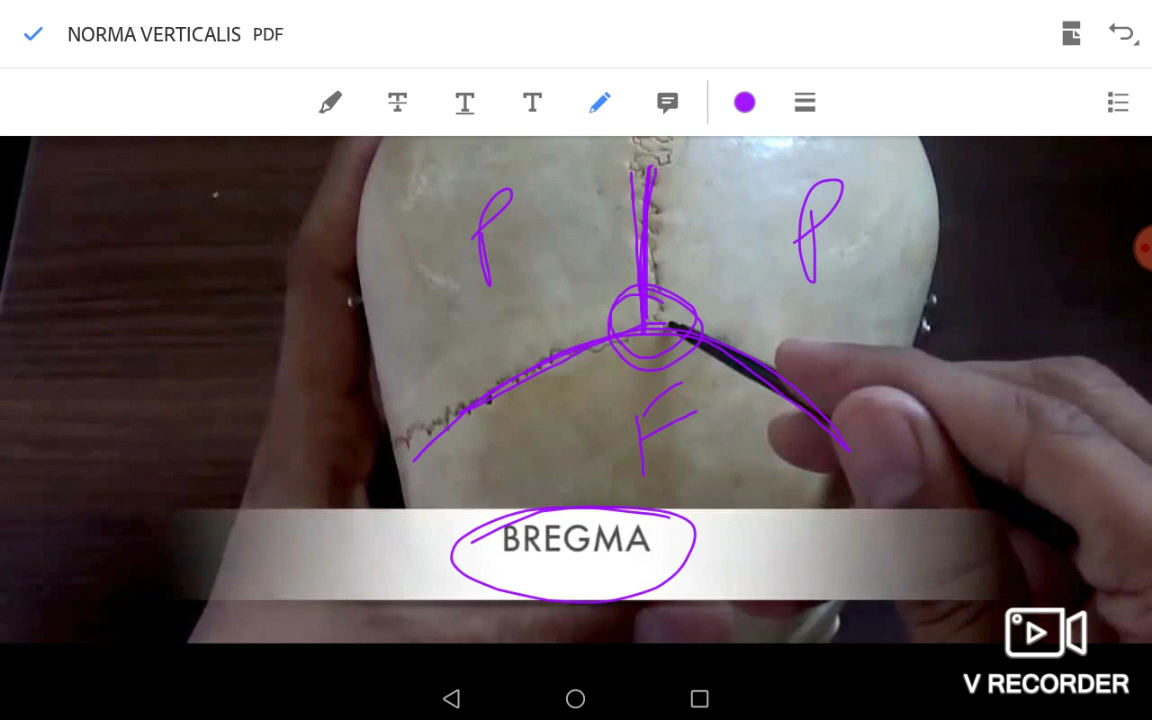 NORMA VERTICALIS PDF
T T T
P P
F
BREGMA
V RECORDER